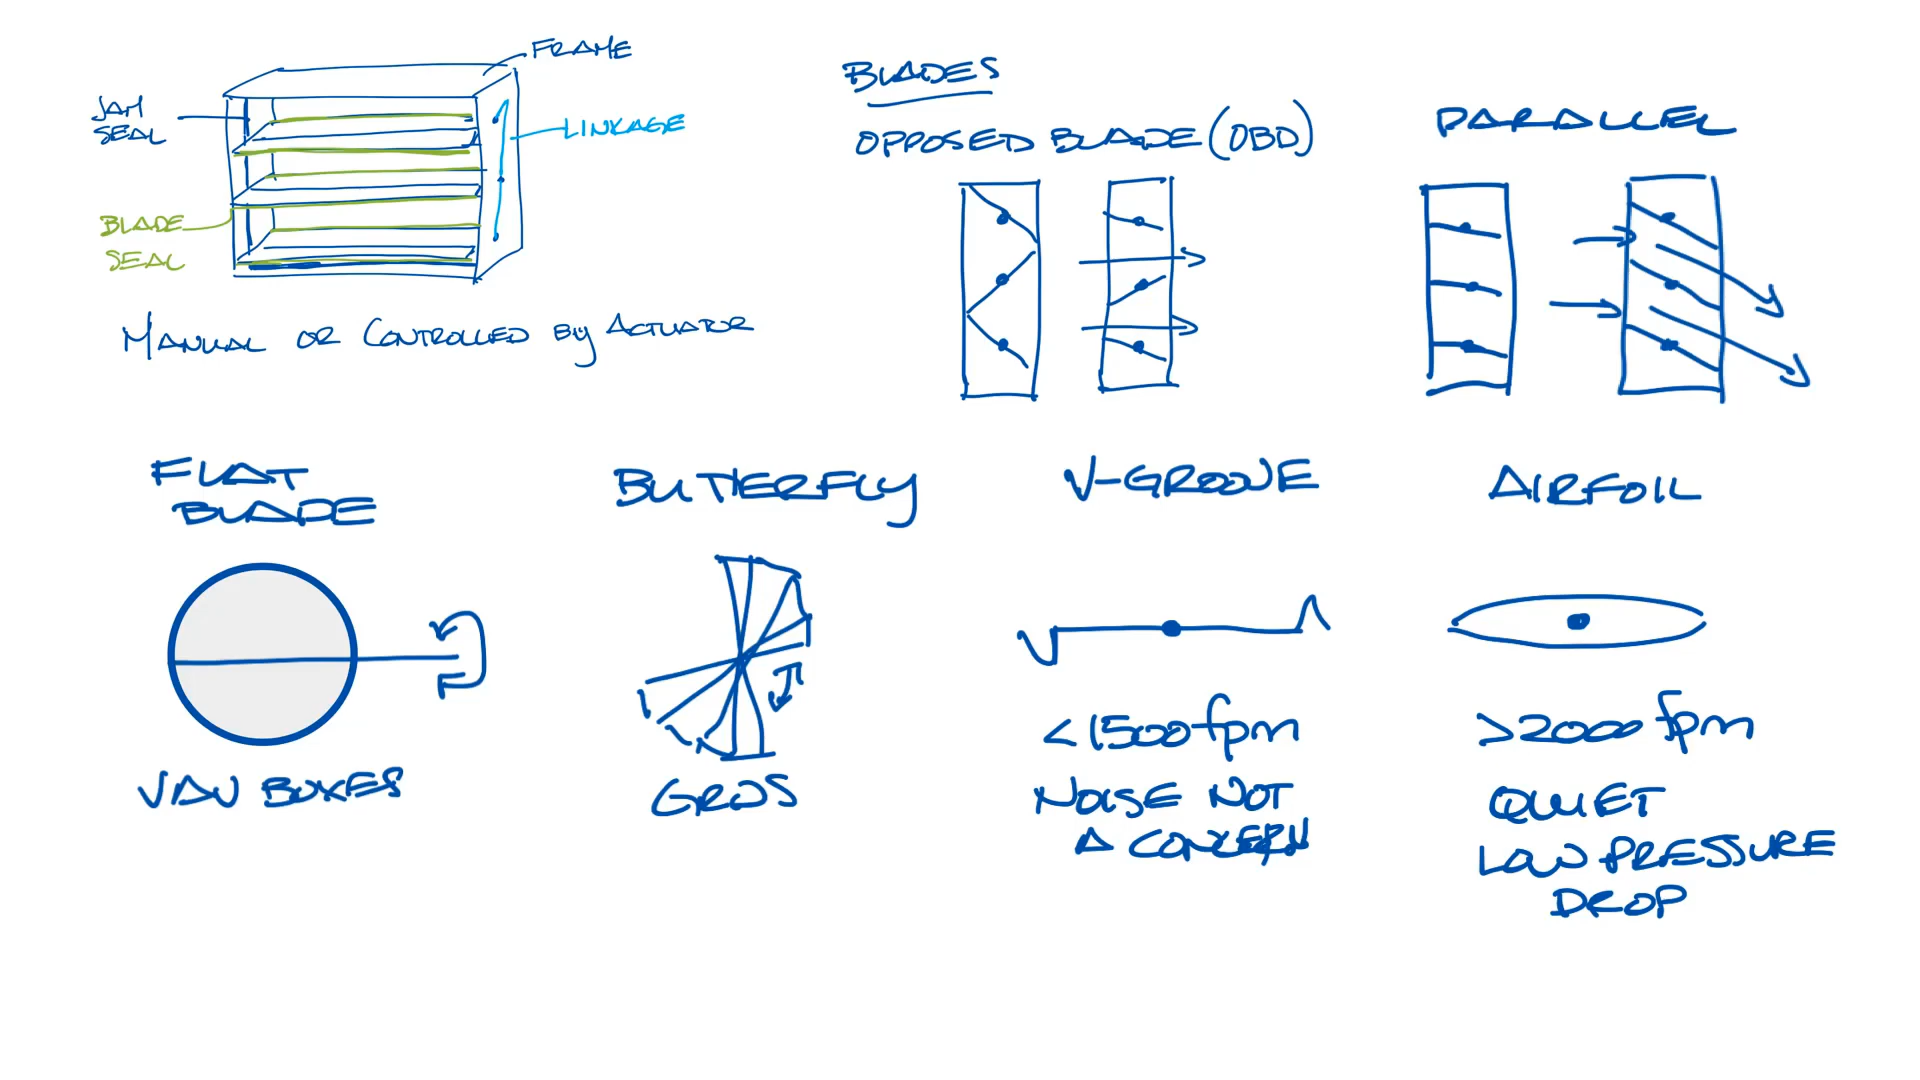 FRAME
JAM
SEAL
LINKAGE
BLADE
SEAL
MANUAL OR CONTROLLED BY ACTUATOR
BLADES
OPPOSED BLADE (OBD)
PARALLEL
FLAT
BLADE
VAV BOXES
BUTTERFLY
GRDS
V-GROOVE
<1500 fpm
NOISE NOT
A CONCERN
AIRFOIL
>2000 fpm
QUIET
LOW PRESSURE
DROP